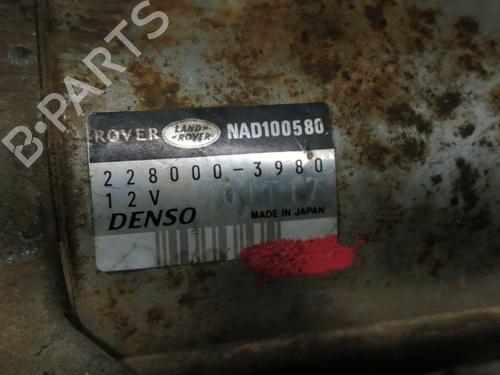 ROVER LAND-ROVER NAD100580
228000-3980
12V
DENSO MADE IN JAPAN
B-PARTS